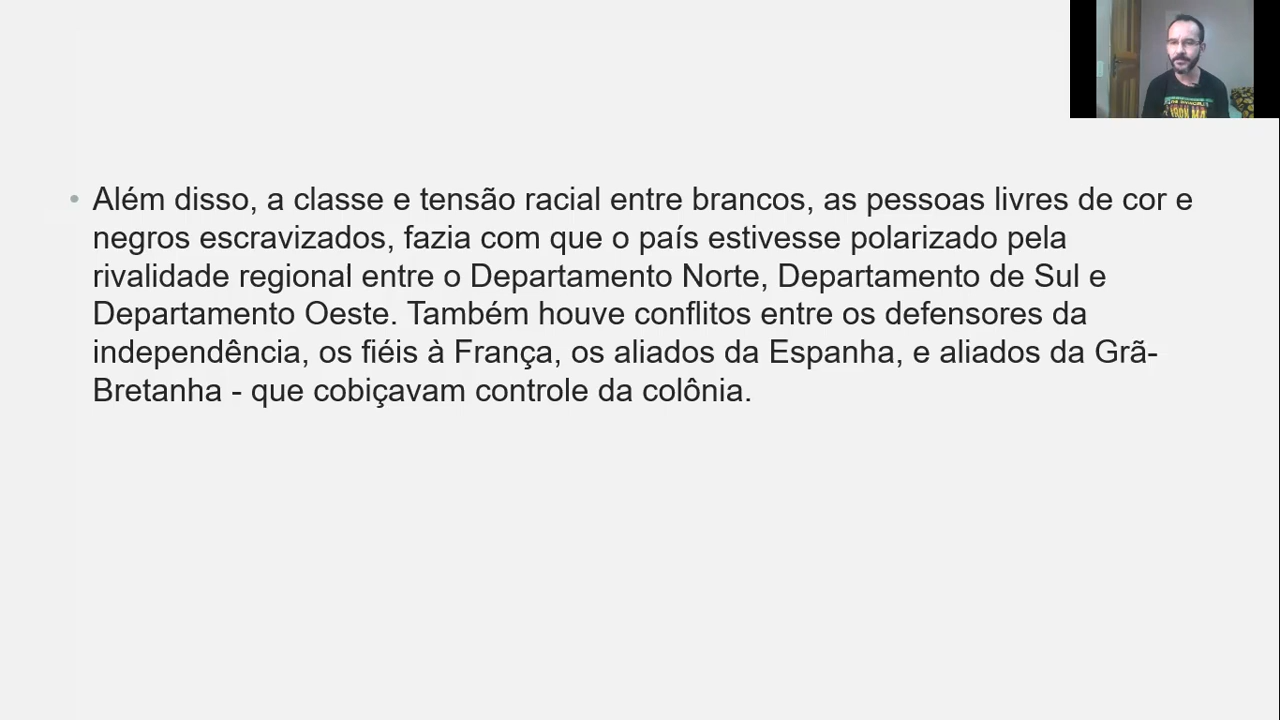 • Além disso, a classe e tensão racial entre brancos, as pessoas livres de cor e
negros escravizados, fazia com que o país estivesse polarizado pela
rivalidade regional entre o Departamento Norte, Departamento de Sul e
Departamento Oeste. Também houve conflitos entre os defensores da
independência, os fiéis à França, os aliados da Espanha, e aliados da Grã-
Bretanha - que cobiçavam controle da colônia.